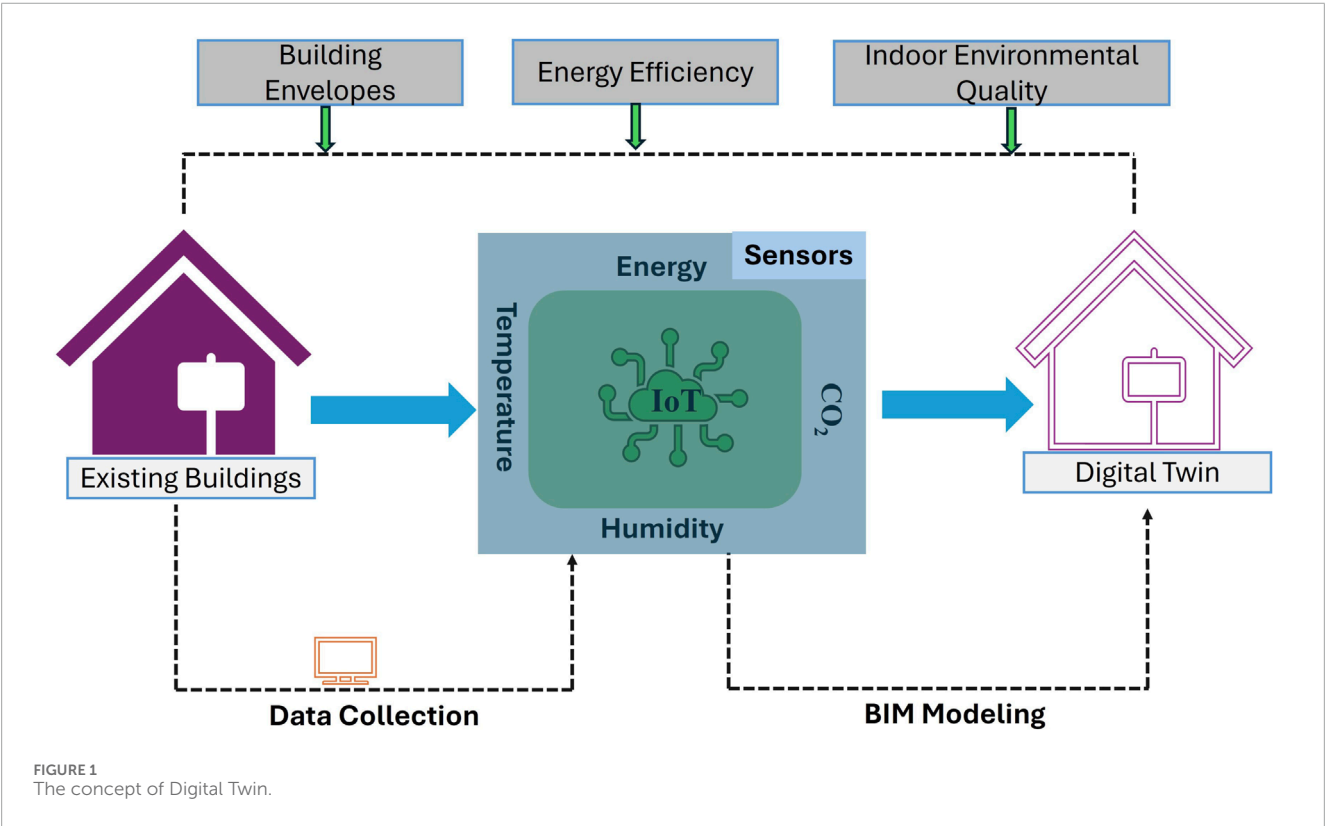 Building
Envelopes
Energy Efficiency
Indoor Environmental
Quality
Sensors
Energy
Temperature
IoT
CO₂
Humidity
Existing Buildings
Digital Twin
Data Collection
BIM Modeling
FIGURE 1
The concept of Digital Twin.